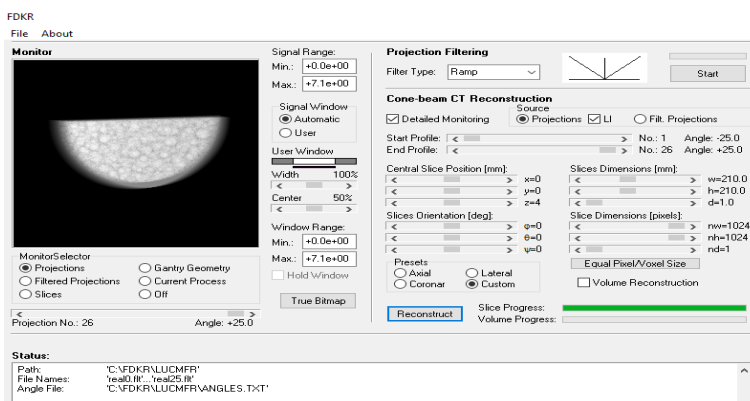 FDKR
File About
Monitor
Signal Range:
Min.: +0.0e+00
Max.: +7.1e+00
Signal Window
Automatic
User
User Window
Width 100%
Center 50%
Window Range:
Min.: +0.0e+00
Max.: +7.1e+00
Hold Window
True Bitmap
MonitorSelector
Projections Gantry Geometry
Filtered Projections Current Process
Slices Off
Projection No.: 26 Angle: +25.0
Projection Filtering
Filter Type: Ramp Start
Cone-beam CT Reconstruction
Source
Detailed Monitoring Projections LI Filt. Projections
Start Profile: No.: 1 Angle: -25.0
End Profile: No.: 26 Angle: +25.0
Central Slice Position [mm]:
x=0
y=0
z=4
Slices Dimensions [mm]:
w=210.0
h=210.0
d=1.0
Slices Orientation [deg]:
φ=0
θ=0
ψ=0
Slice Dimensions [pixels]:
nw=1024
nh=1024
nd=1
Presets
Axial Lateral
Coronar Custom
Equal Pixel/Voxel Size
Volume Reconstruction
Reconstruct
Slice Progress:
Volume Progress:
Status:
Path: 'C:\FDKR\LUCMFR'
File Names: 'real0.flt'...'real25.flt'
Angle File: 'C:\FDKR\LUCMFR\ANGLES.TXT'